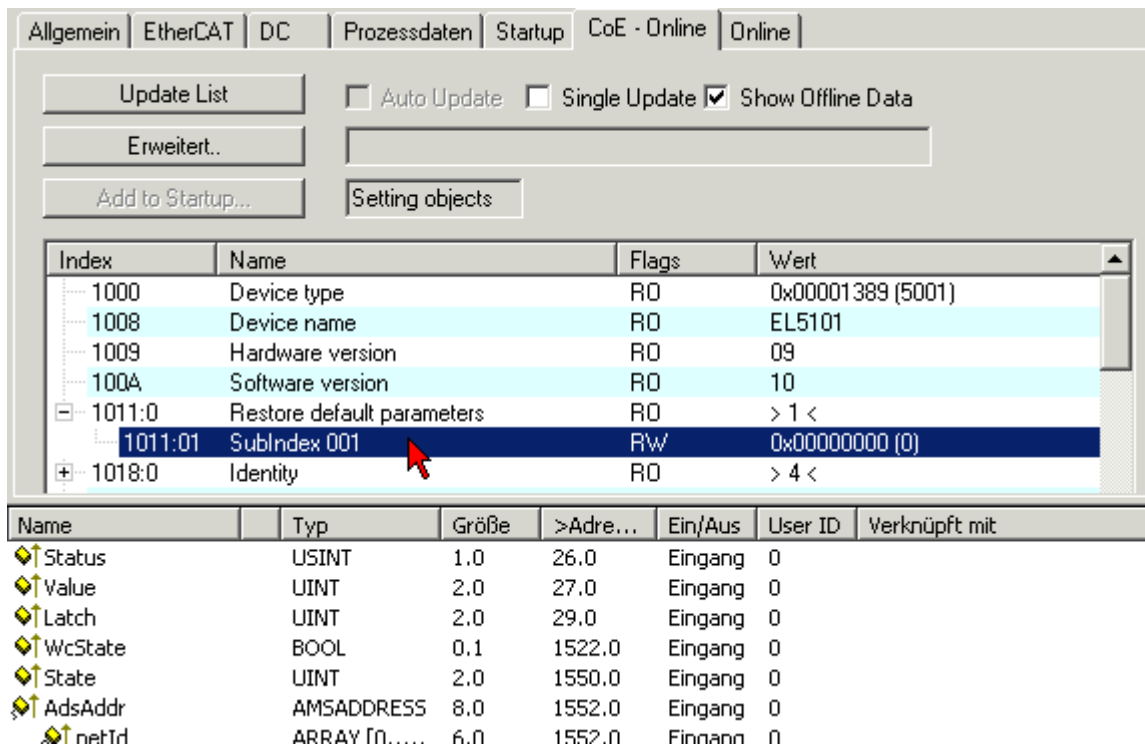 Allgemein EtherCAT DC Prozessdaten Startup CoE - Online Online
Update List Auto Update Single Update Show Offline Data
Erweitert..
Add to Startup... Setting objects
Index Name Flags Wert
1000 Device type RO 0x00001389 (5001)
1008 Device name RO EL5101
1009 Hardware version RO 09
100A Software version RO 10
1011:0 Restore default parameters RO > 1 <
1011:01 SubIndex 001 RW 0x00000000 (0)
1018:0 Identity RO > 4 <
Name Typ Größe >Adre... Ein/Aus User ID Verknüpft mit
Status USINT 1.0 26.0 Eingang 0
Value UINT 2.0 27.0 Eingang 0
Latch UINT 2.0 29.0 Eingang 0
WcState BOOL 0.1 1522.0 Eingang 0
State UINT 2.0 1550.0 Eingang 0
AdsAddr AMSADDRESS 8.0 1552.0 Eingang 0
netId ARRAY [0..... 6.0 1552.0 Eingang 0